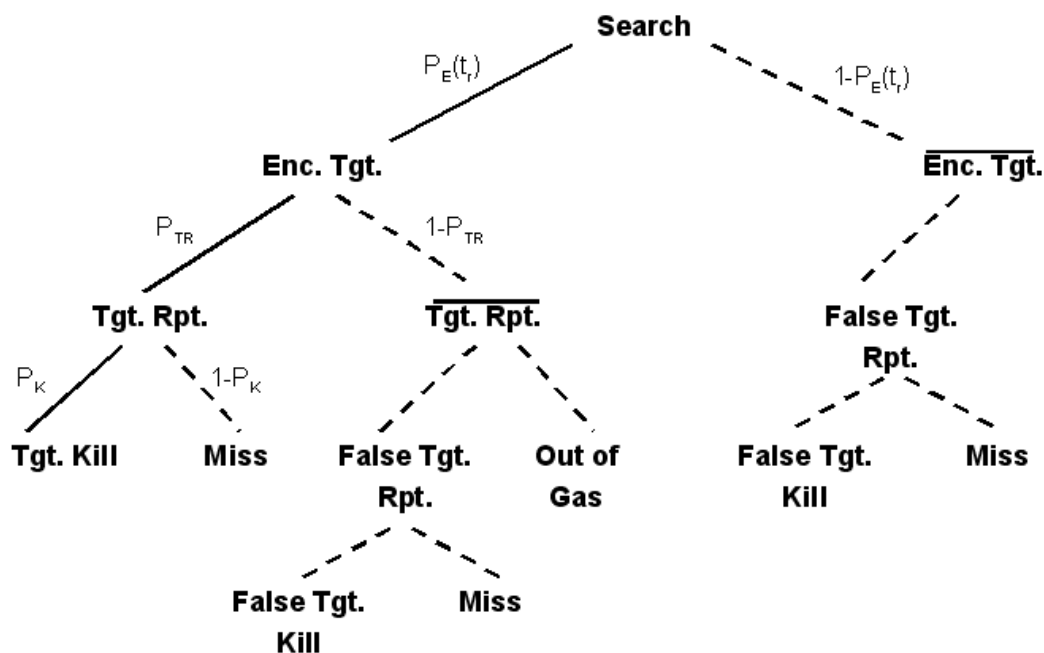 Search
P_E(t_r)
1-P_E(t_r)
Enc. Tgt.
Enc. Tgt.
P_TR
1-P_TR
Tgt. Rpt.
Tgt. Rpt.
False Tgt.
Rpt.
P_K
1-P_K
Tgt. Kill
Miss
False Tgt.
Rpt.
Out of
Gas
False Tgt.
Kill
Miss
False Tgt.
Kill
Miss